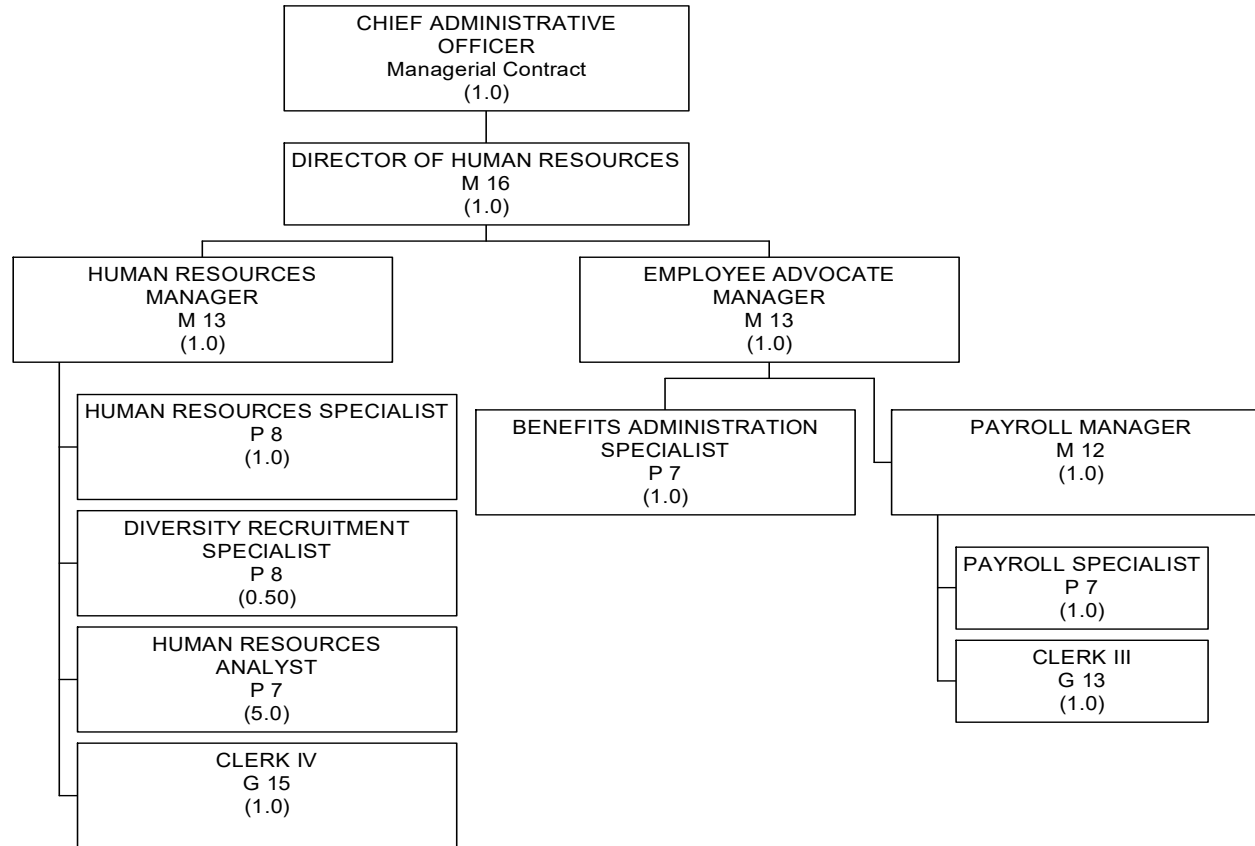 CHIEF ADMINISTRATIVE
OFFICER
Managerial Contract
(1.0)
DIRECTOR OF HUMAN RESOURCES
M 16
(1.0)
HUMAN RESOURCES
MANAGER
M 13
(1.0)
EMPLOYEE ADVOCATE
MANAGER
M 13
(1.0)
HUMAN RESOURCES SPECIALIST
P 8
(1.0)
DIVERSITY RECRUITMENT
SPECIALIST
P 8
(0.50)
HUMAN RESOURCES
ANALYST
P 7
(5.0)
CLERK IV
G 15
(1.0)
BENEFITS ADMINISTRATION
SPECIALIST
P 7
(1.0)
PAYROLL MANAGER
M 12
(1.0)
PAYROLL SPECIALIST
P 7
(1.0)
CLERK III
G 13
(1.0)